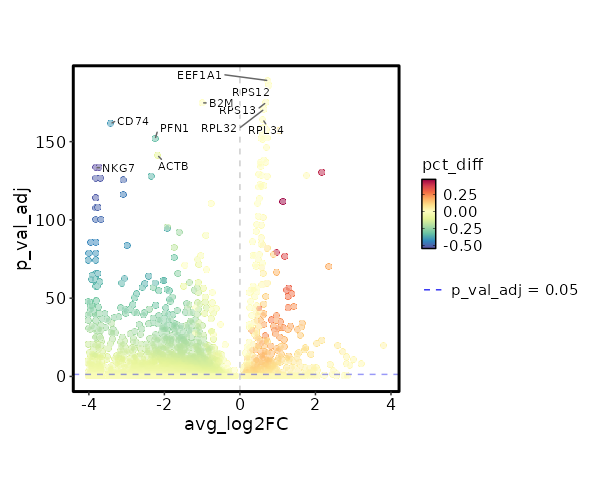 EEF1A1
RPS12
B2M
RPS13
CD74
PFN1
RPL32
RPL34
NKG7
ACTB
150
100
50
0
p_val_adj
-4
-2
0
2
4
avg_log2FC
pct_diff
0.25
0.00
-0.25
-0.50
p_val_adj = 0.05